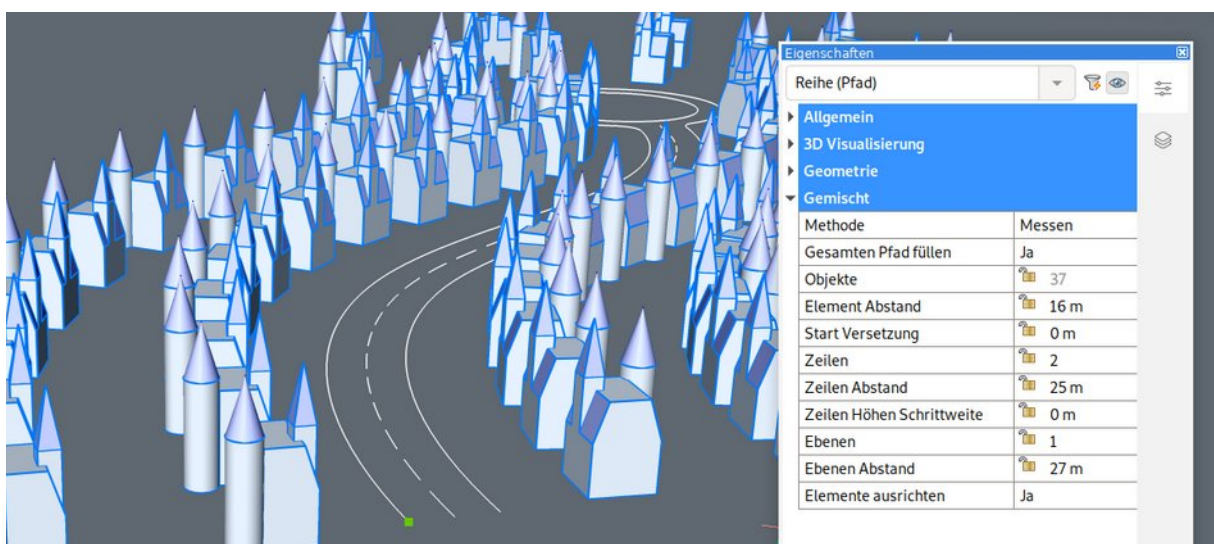 Eigenschaften
Reihe (Pfad)
Allgemein
3D Visualisierung
Geometrie
Gemischt
Methode Messen
Gesamten Pfad füllen Ja
Objekte 37
Element Abstand 16 m
Start Versetzung 0 m
Zeilen 2
Zeilen Abstand 25 m
Zeilen Höhen Schrittweite 0 m
Ebenen 1
Ebenen Abstand 27 m
Elemente ausrichten Ja